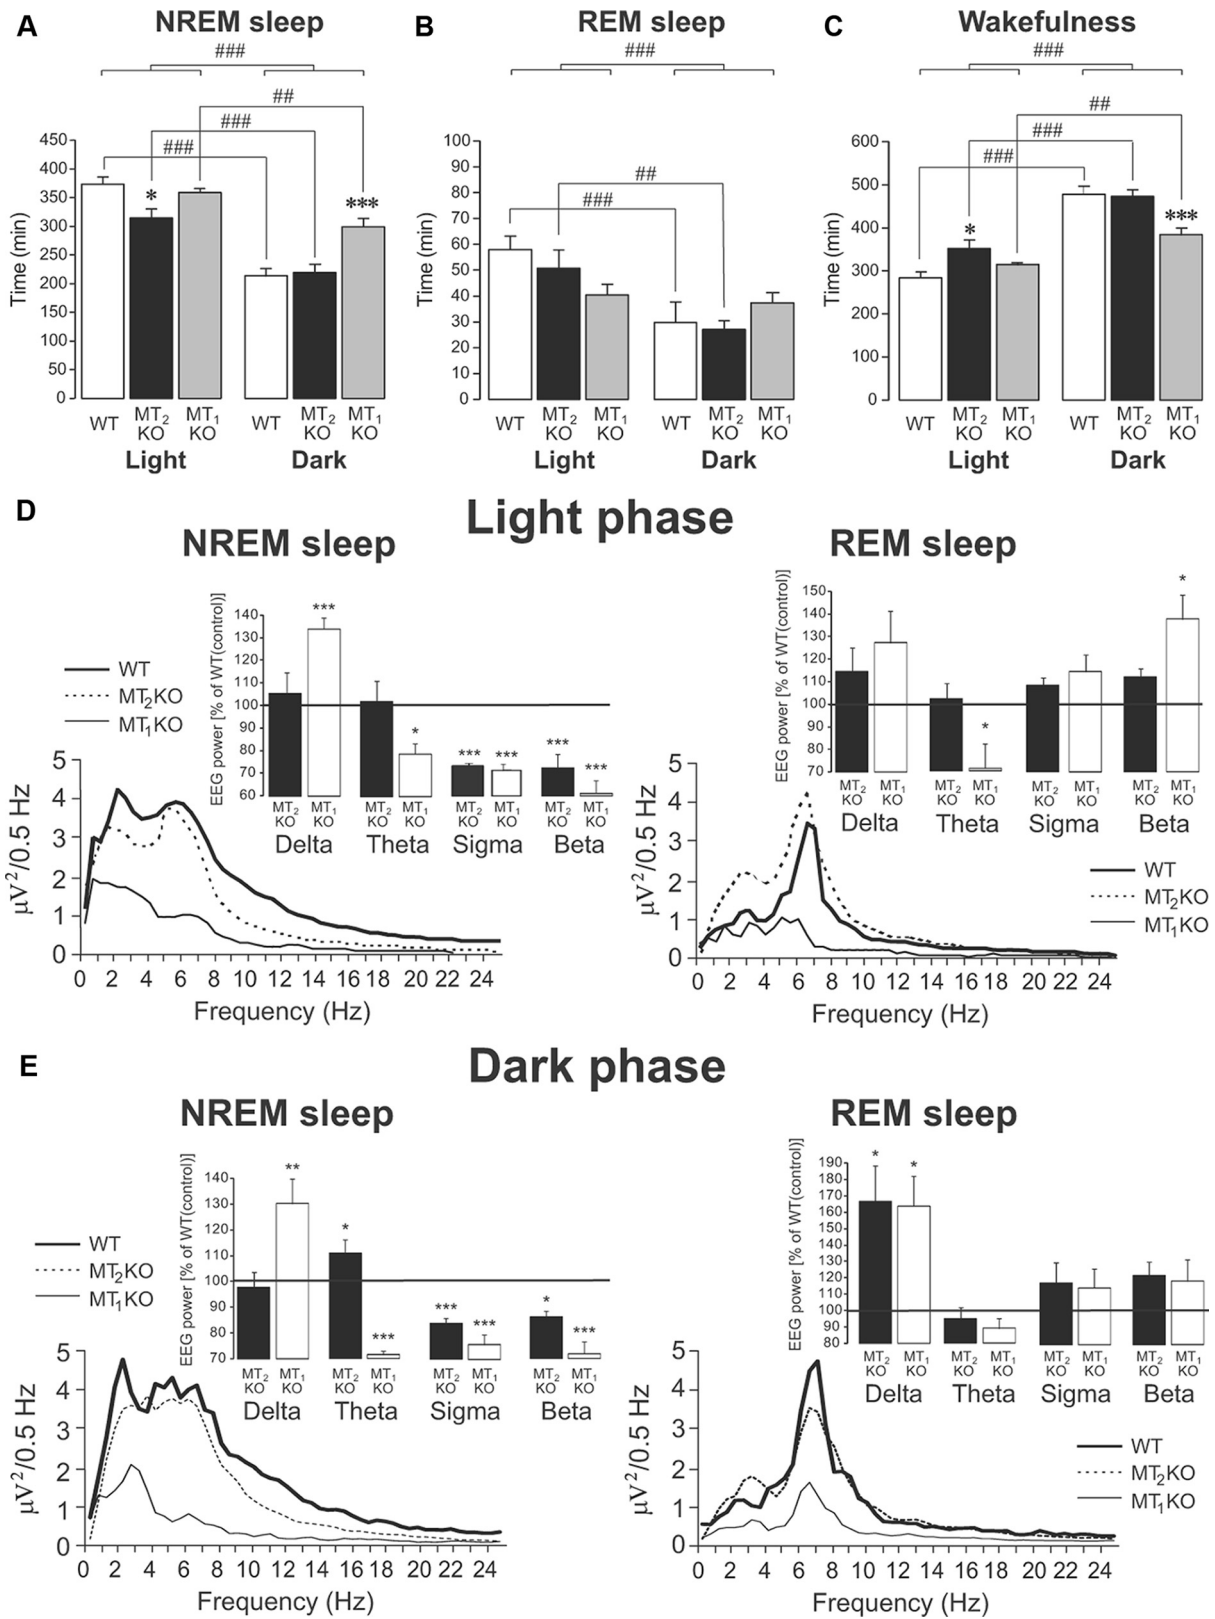 A NREM sleep
###
##
###
###
Time (min)
450
400
350
300
250
200
150
100
50
0
*
***
WT MT2 KO MT1 KO WT MT2 KO MT1 KO
Light Dark
B REM sleep
###
##
###
Time (min)
100
90
80
70
60
50
40
30
20
10
0
WT MT2 KO MT1 KO WT MT2 KO MT1 KO
Light Dark
C Wakefulness
###
##
###
###
Time (min)
600
500
400
300
200
100
0
*
***
WT MT2 KO MT1 KO WT MT2 KO MT1 KO
Light Dark
D Light phase
NREM sleep
WT
MT2KO
MT1KO
EEG power [% of WT(control)]
140
130
120
110
100
90
80
70
60
*** * *** *** *** ***
MT2 KO MT1 KO MT2 KO MT1 KO MT2 KO MT1 KO MT2 KO MT1 KO
Delta Theta Sigma Beta
μV²/0.5 Hz
5
4
3
2
1
0
0 2 4 6 8 10 12 14 16 18 20 22 24
Frequency (Hz)
REM sleep
EEG power [% of WT(control)]
150
140
130
120
110
100
90
80
70
* *
MT2 KO MT1 KO MT2 KO MT1 KO MT2 KO MT1 KO MT2 KO MT1 KO
Delta Theta Sigma Beta
WT
MT2KO
MT1KO
μV²/0.5 Hz
5
4
3
2
1
0
0 2 4 6 8 10 12 14 16 18 20 22 24
Frequency (Hz)
E Dark phase
NREM sleep
WT
MT2KO
MT1KO
EEG power [% of WT(control)]
140
130
120
110
100
90
80
70
** * *** *** *** * ***
MT2 KO MT1 KO MT2 KO MT1 KO MT2 KO MT1 KO MT2 KO MT1 KO
Delta Theta Sigma Beta
μV²/0.5 Hz
5
4
3
2
1
0
0 2 4 6 8 10 12 14 16 18 20 22 24
Frequency (Hz)
REM sleep
EEG power [% of WT(control)]
190
180
170
160
150
140
130
120
110
100
90
80
* *
MT2 KO MT1 KO MT2 KO MT1 KO MT2 KO MT1 KO MT2 KO MT1 KO
Delta Theta Sigma Beta
WT
MT2KO
MT1KO
μV²/0.5 Hz
5
4
3
2
1
0
0 2 4 6 8 10 12 14 16 18 20 22 24
Frequency (Hz)